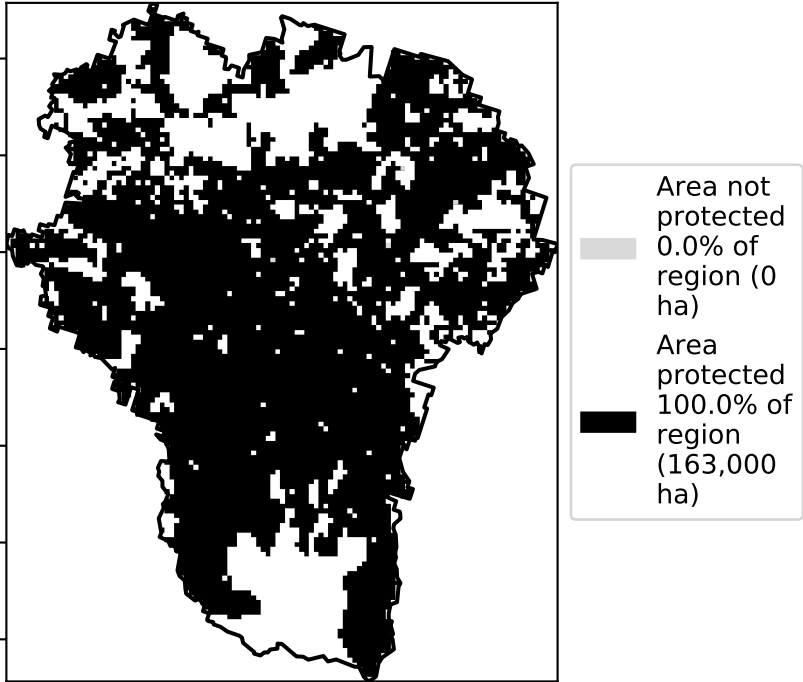 Area not
protected
0.0% of
region (0
ha)
Area
protected
100.0% of
region
(163,000
ha)